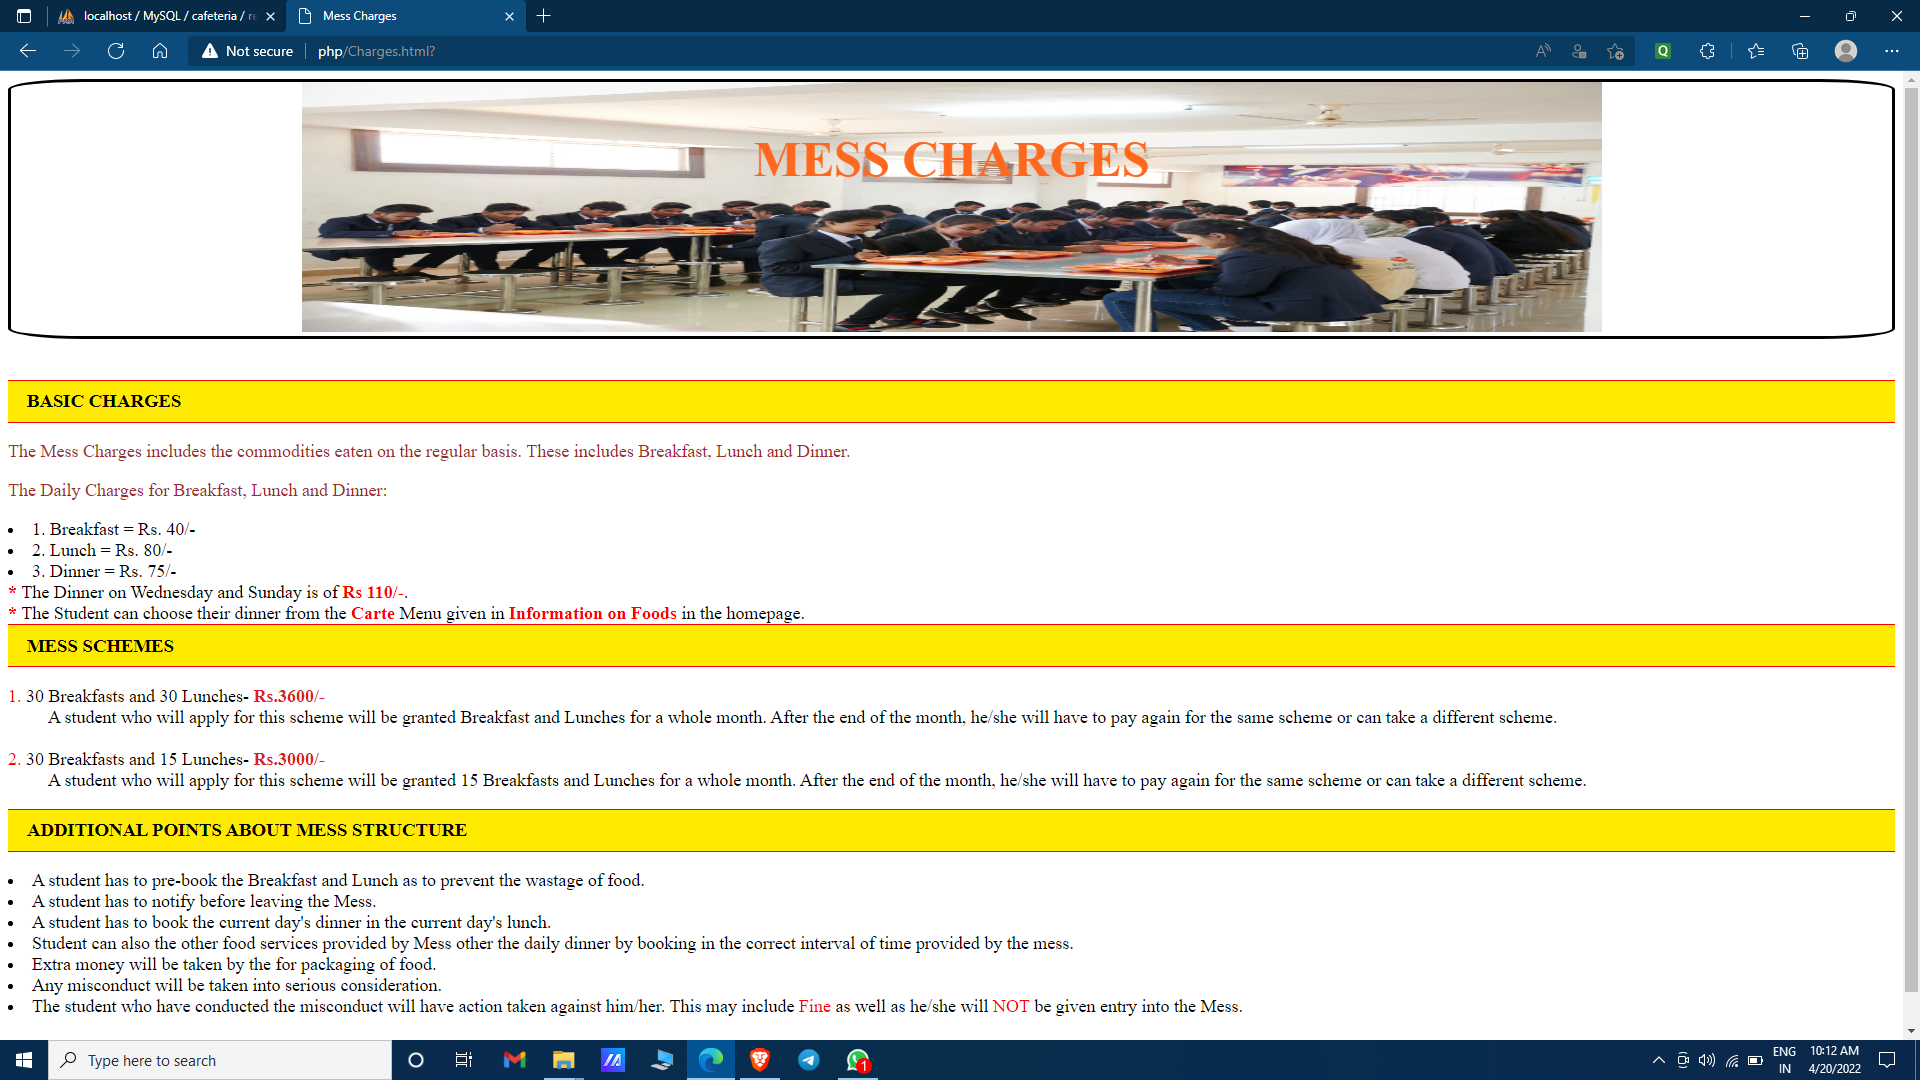 localhost / MySQL / cafeteria / re
Mess Charges
Not secure
php/Charges.html?
MESS CHARGES
BASIC CHARGES
The Mess Charges includes the commodities eaten on the regular basis. These includes Breakfast, Lunch and Dinner.
The Daily Charges for Breakfast, Lunch and Dinner:
• 1. Breakfast = Rs. 40/-
• 2. Lunch = Rs. 80/-
• 3. Dinner = Rs. 75/-
* The Dinner on Wednesday and Sunday is of Rs 110/-.
* The Student can choose their dinner from the Carte Menu given in Information on Foods in the homepage.
MESS SCHEMES
1. 30 Breakfasts and 30 Lunches- Rs.3600/-
A student who will apply for this scheme will be granted Breakfast and Lunches for a whole month. After the end of the month, he/she will have to pay again for the same scheme or can take a different scheme.
2. 30 Breakfasts and 15 Lunches- Rs.3000/-
A student who will apply for this scheme will be granted 15 Breakfasts and Lunches for a whole month. After the end of the month, he/she will have to pay again for the same scheme or can take a different scheme.
ADDITIONAL POINTS ABOUT MESS STRUCTURE
• A student has to pre-book the Breakfast and Lunch as to prevent the wastage of food.
• A student has to notify before leaving the Mess.
• A student has to book the current day's dinner in the current day's lunch.
• Student can also the other food services provided by Mess other the daily dinner by booking in the correct interval of time provided by the mess.
• Extra money will be taken by the for packaging of food.
• Any misconduct will be taken into serious consideration.
• The student who have conducted the misconduct will have action taken against him/her. This may include Fine as well as he/she will NOT be given entry into the Mess.
Type here to search
1
ENG
IN
10:12 AM
4/20/2022